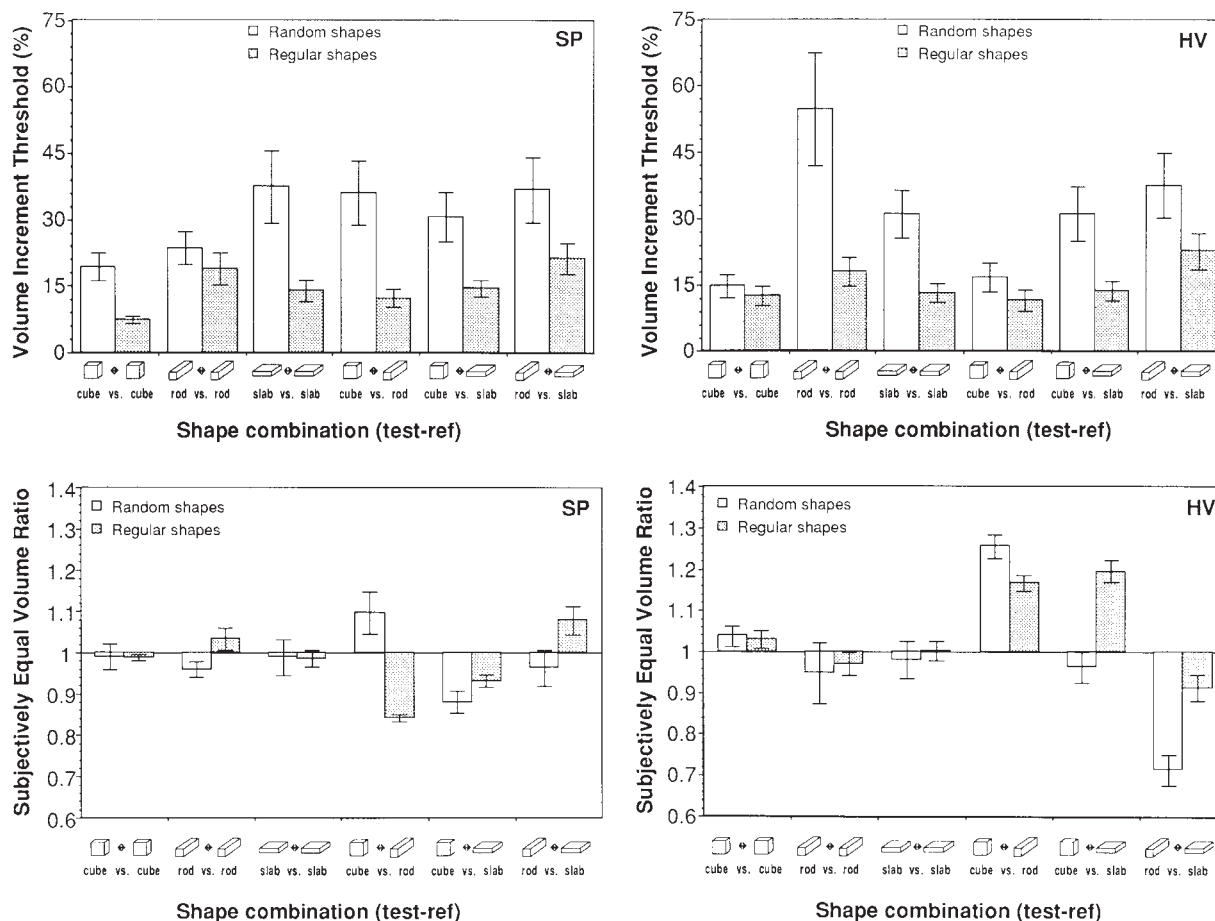 Volume Increment Threshold (%)
75
60
45
30
15
0
Random shapes
Regular shapes
SP
cube vs. cube
rod vs. rod
slab vs. slab
cube vs. rod
cube vs. slab
rod vs. slab
Shape combination (test-ref)
Volume Increment Threshold (%)
75
60
45
30
15
0
Random shapes
Regular shapes
HV
cube vs. cube
rod vs. rod
slab vs. slab
cube vs. rod
cube vs. slab
rod vs. slab
Shape combination (test-ref)
Subjectively Equal Volume Ratio
1.4
1.3
1.2
1.1
1
0.9
0.8
0.7
0.6
Random shapes
Regular shapes
SP
cube vs. cube
rod vs. rod
slab vs. slab
cube vs. rod
cube vs. slab
rod vs. slab
Shape combination (test-ref)
Subjectively Equal Volume Ratio
1.4
1.3
1.2
1.1
1
0.9
0.8
0.7
0.6
Random shapes
Regular shapes
HV
cube vs. cube
rod vs. rod
slab vs. slab
cube vs. rod
cube vs. slab
rod vs. slab
Shape combination (test-ref)